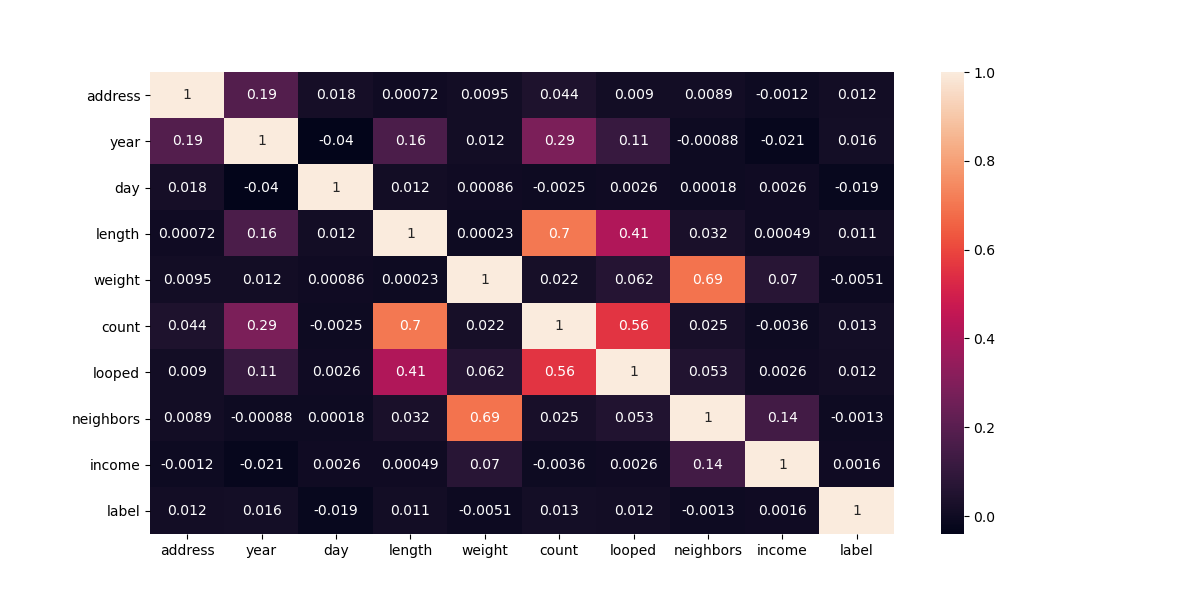 address 1 0.19 0.018 0.00072 0.0095 0.044 0.009 0.0089 -0.0012 0.012 1.0
year 0.19 1 -0.04 0.16 0.012 0.29 0.11 -0.00088 -0.021 0.016 0.8
day 0.018 -0.04 1 0.012 0.00086 -0.0025 0.0026 0.00018 0.0026 -0.019
length 0.00072 0.16 0.012 1 0.00023 0.7 0.41 0.032 0.00049 0.011 0.6
weight 0.0095 0.012 0.00086 0.00023 1 0.022 0.062 0.69 0.07 -0.0051
count 0.044 0.29 -0.0025 0.7 0.022 1 0.56 0.025 -0.0036 0.013 0.4
looped 0.009 0.11 0.0026 0.41 0.062 0.56 1 0.053 0.0026 0.012
neighbors 0.0089 -0.00088 0.00018 0.032 0.69 0.025 0.053 1 0.14 -0.0013 0.2
income -0.0012 -0.021 0.0026 0.00049 0.07 -0.0036 0.0026 0.14 1 0.0016
label 0.012 0.016 -0.019 0.011 -0.0051 0.013 0.012 -0.0013 0.0016 1 0.0
address year day length weight count looped neighbors income label